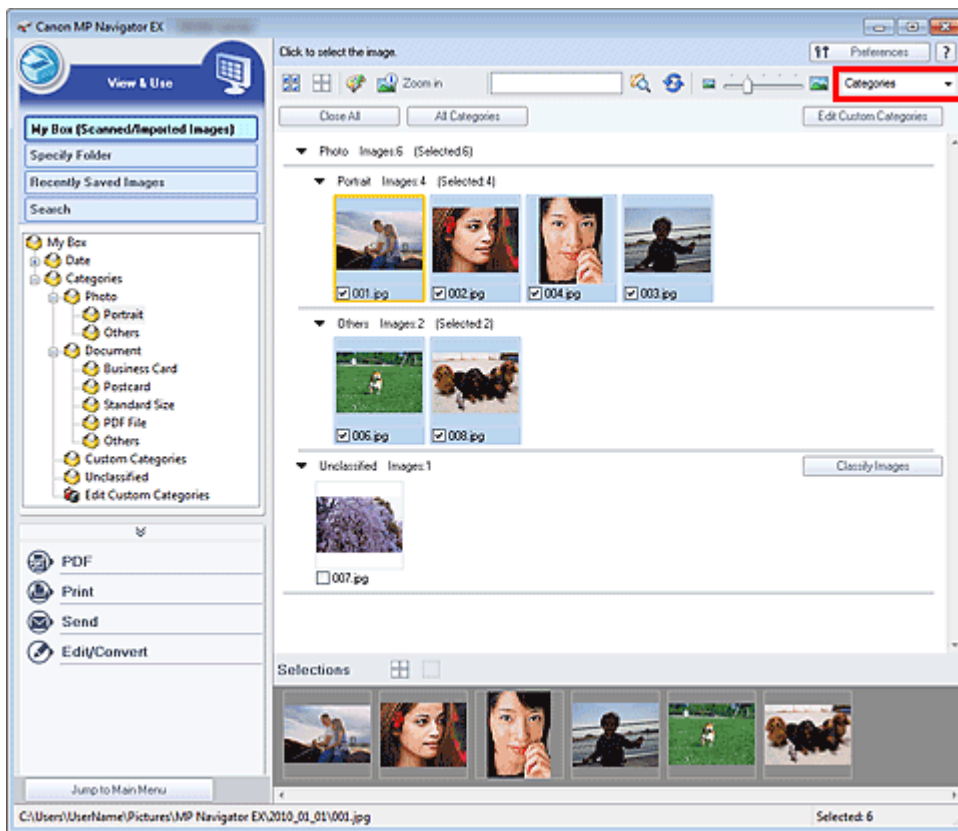 Canon MP Navigator EX
View & Use
My Box (Scanned/Imported Images)
Specify Folder
Recently Saved Images
Search
My Box
Date
Categories
Photo
Portrait
Others
Document
Business Card
Postcard
Standard Size
PDF File
Others
Custom Categories
Unclassified
Edit Custom Categories
PDF
Print
Send
Edit/Convert
Jump to Main Menu
Click to select the image.
Preferences
?
Zoom in
Categories
Close All
All Categories
Edit Custom Categories
Photo Images:6 (Selected:6)
Portrait Images:4 (Selected:4)
001.jpg 002.jpg 004.jpg 003.jpg
Others Images:2 (Selected:2)
006.jpg 008.jpg
Unclassified Images:1
Classify Images
007.jpg
Selections
C:\Users\UserName\Pictures\MP Navigator EX\2010_01_01\001.jpg
Selected: 6